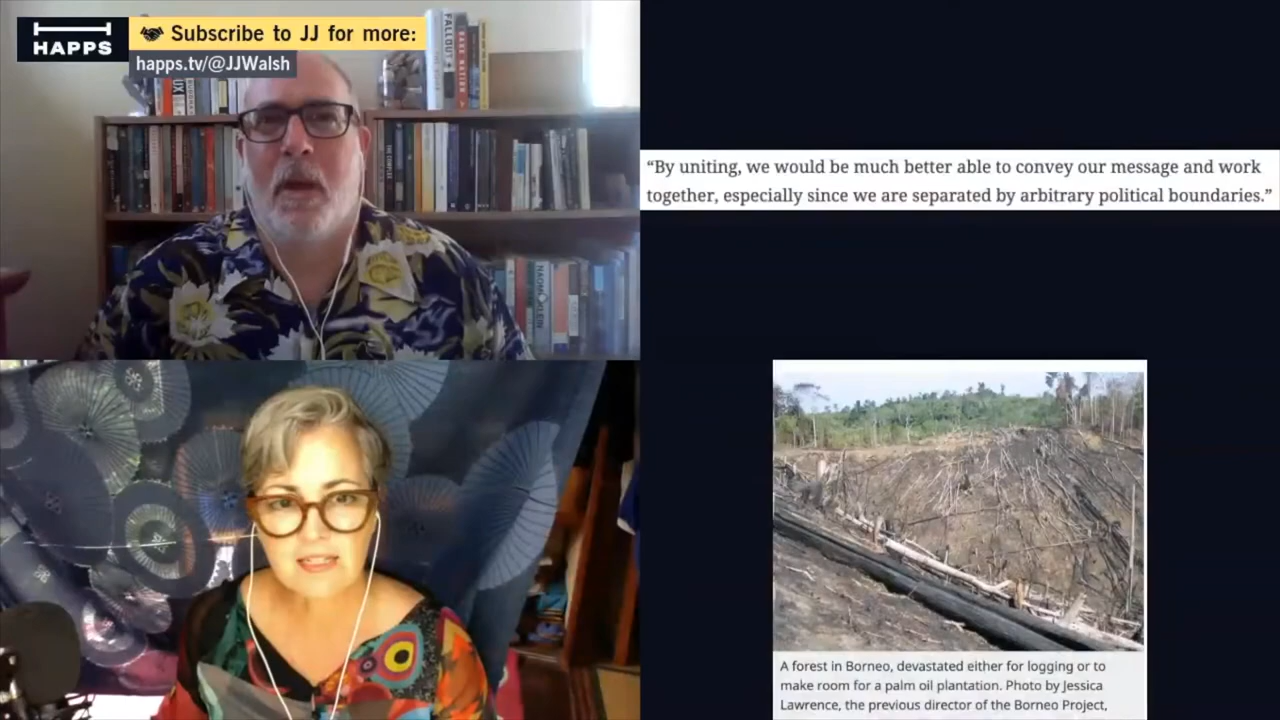 HAPPS
🤝 Subscribe to JJ for more:
happs.tv/@JJWalsh
FALLOUT
NAOMI KLEIN
“By uniting, we would be much better able to convey our message and work
together, especially since we are separated by arbitrary political boundaries.”
A forest in Borneo, devastated either for logging or to
make room for a palm oil plantation. Photo by Jessica
Lawrence, the previous director of the Borneo Project,